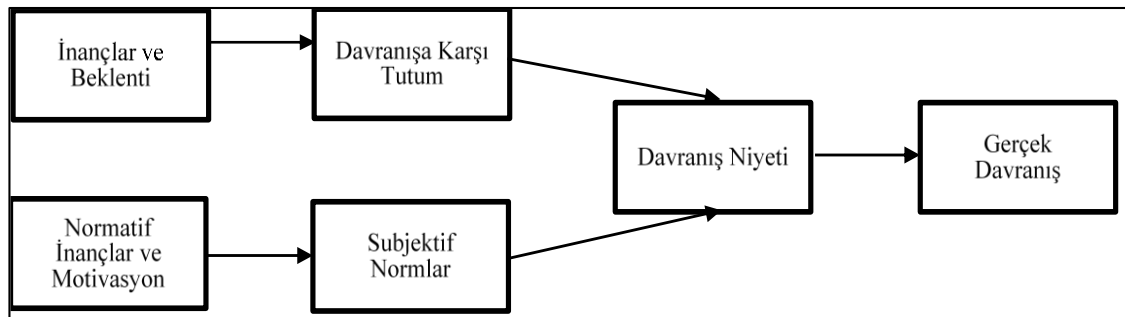 İnançlar ve
Beklenti
Davranışa Karşı
Tutum
Davranış Niyeti
Gerçek
Davranış
Normatif
İnançlar ve
Motivasyon
Subjektif
Normlar